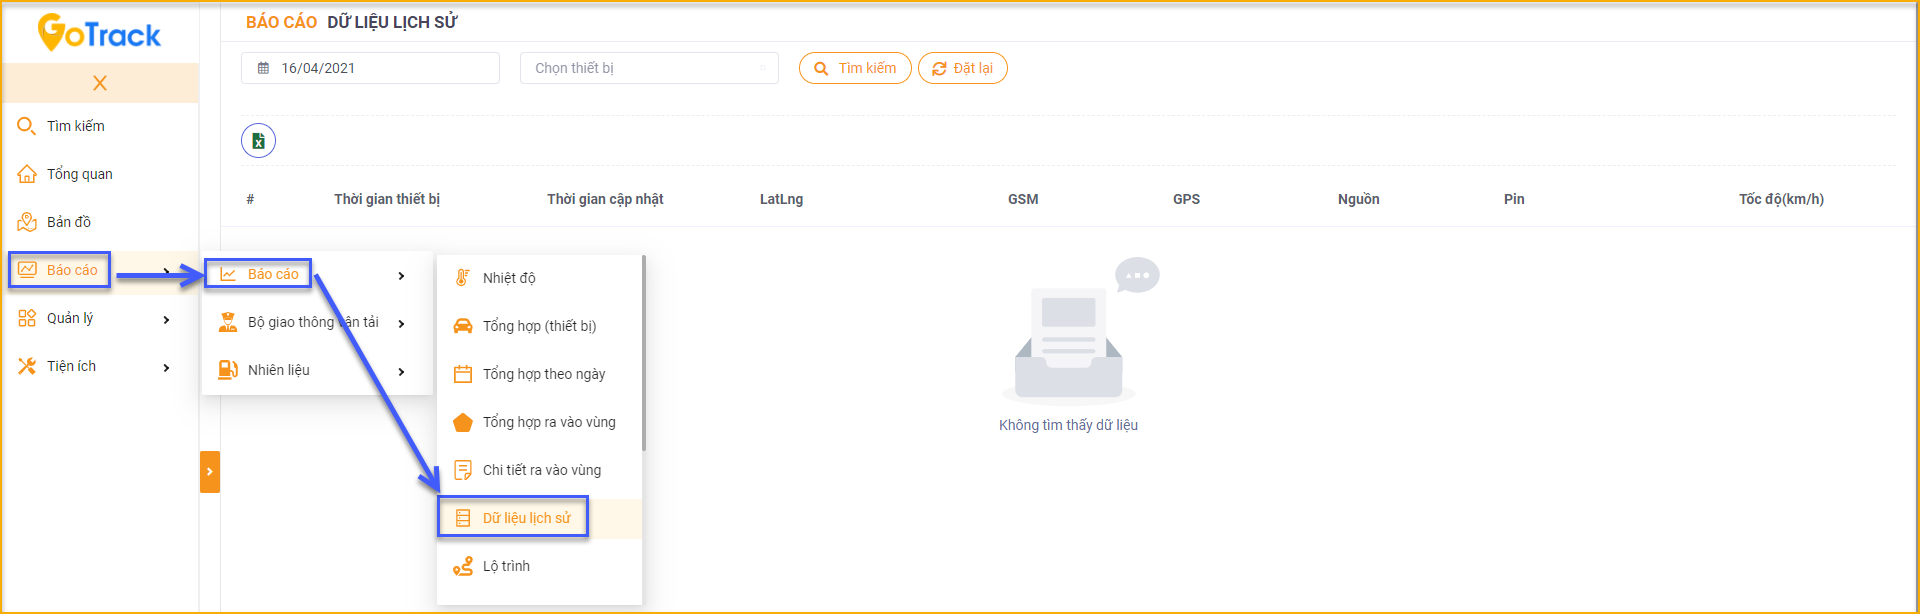 GoTrack
BÁO CÁO DỮ LIỆU LỊCH SỬ
X
16/04/2021
Chọn thiết bị
Tìm kiếm
Đặt lại
Tìm kiếm
Tổng quan
Bản đồ
Báo cáo
Quản lý
Tiện ích
# Thời gian thiết bị Thời gian cập nhật LatLng GSM GPS Nguồn Pin Tốc độ(km/h)
Báo cáo
Bộ giao thông vận tải
Nhiên liệu
Nhiệt độ
Tổng hợp (thiết bị)
Tổng hợp theo ngày
Tổng hợp ra vào vùng
Chi tiết ra vào vùng
Dữ liệu lịch sử
Lộ trình
Không tìm thấy dữ liệu